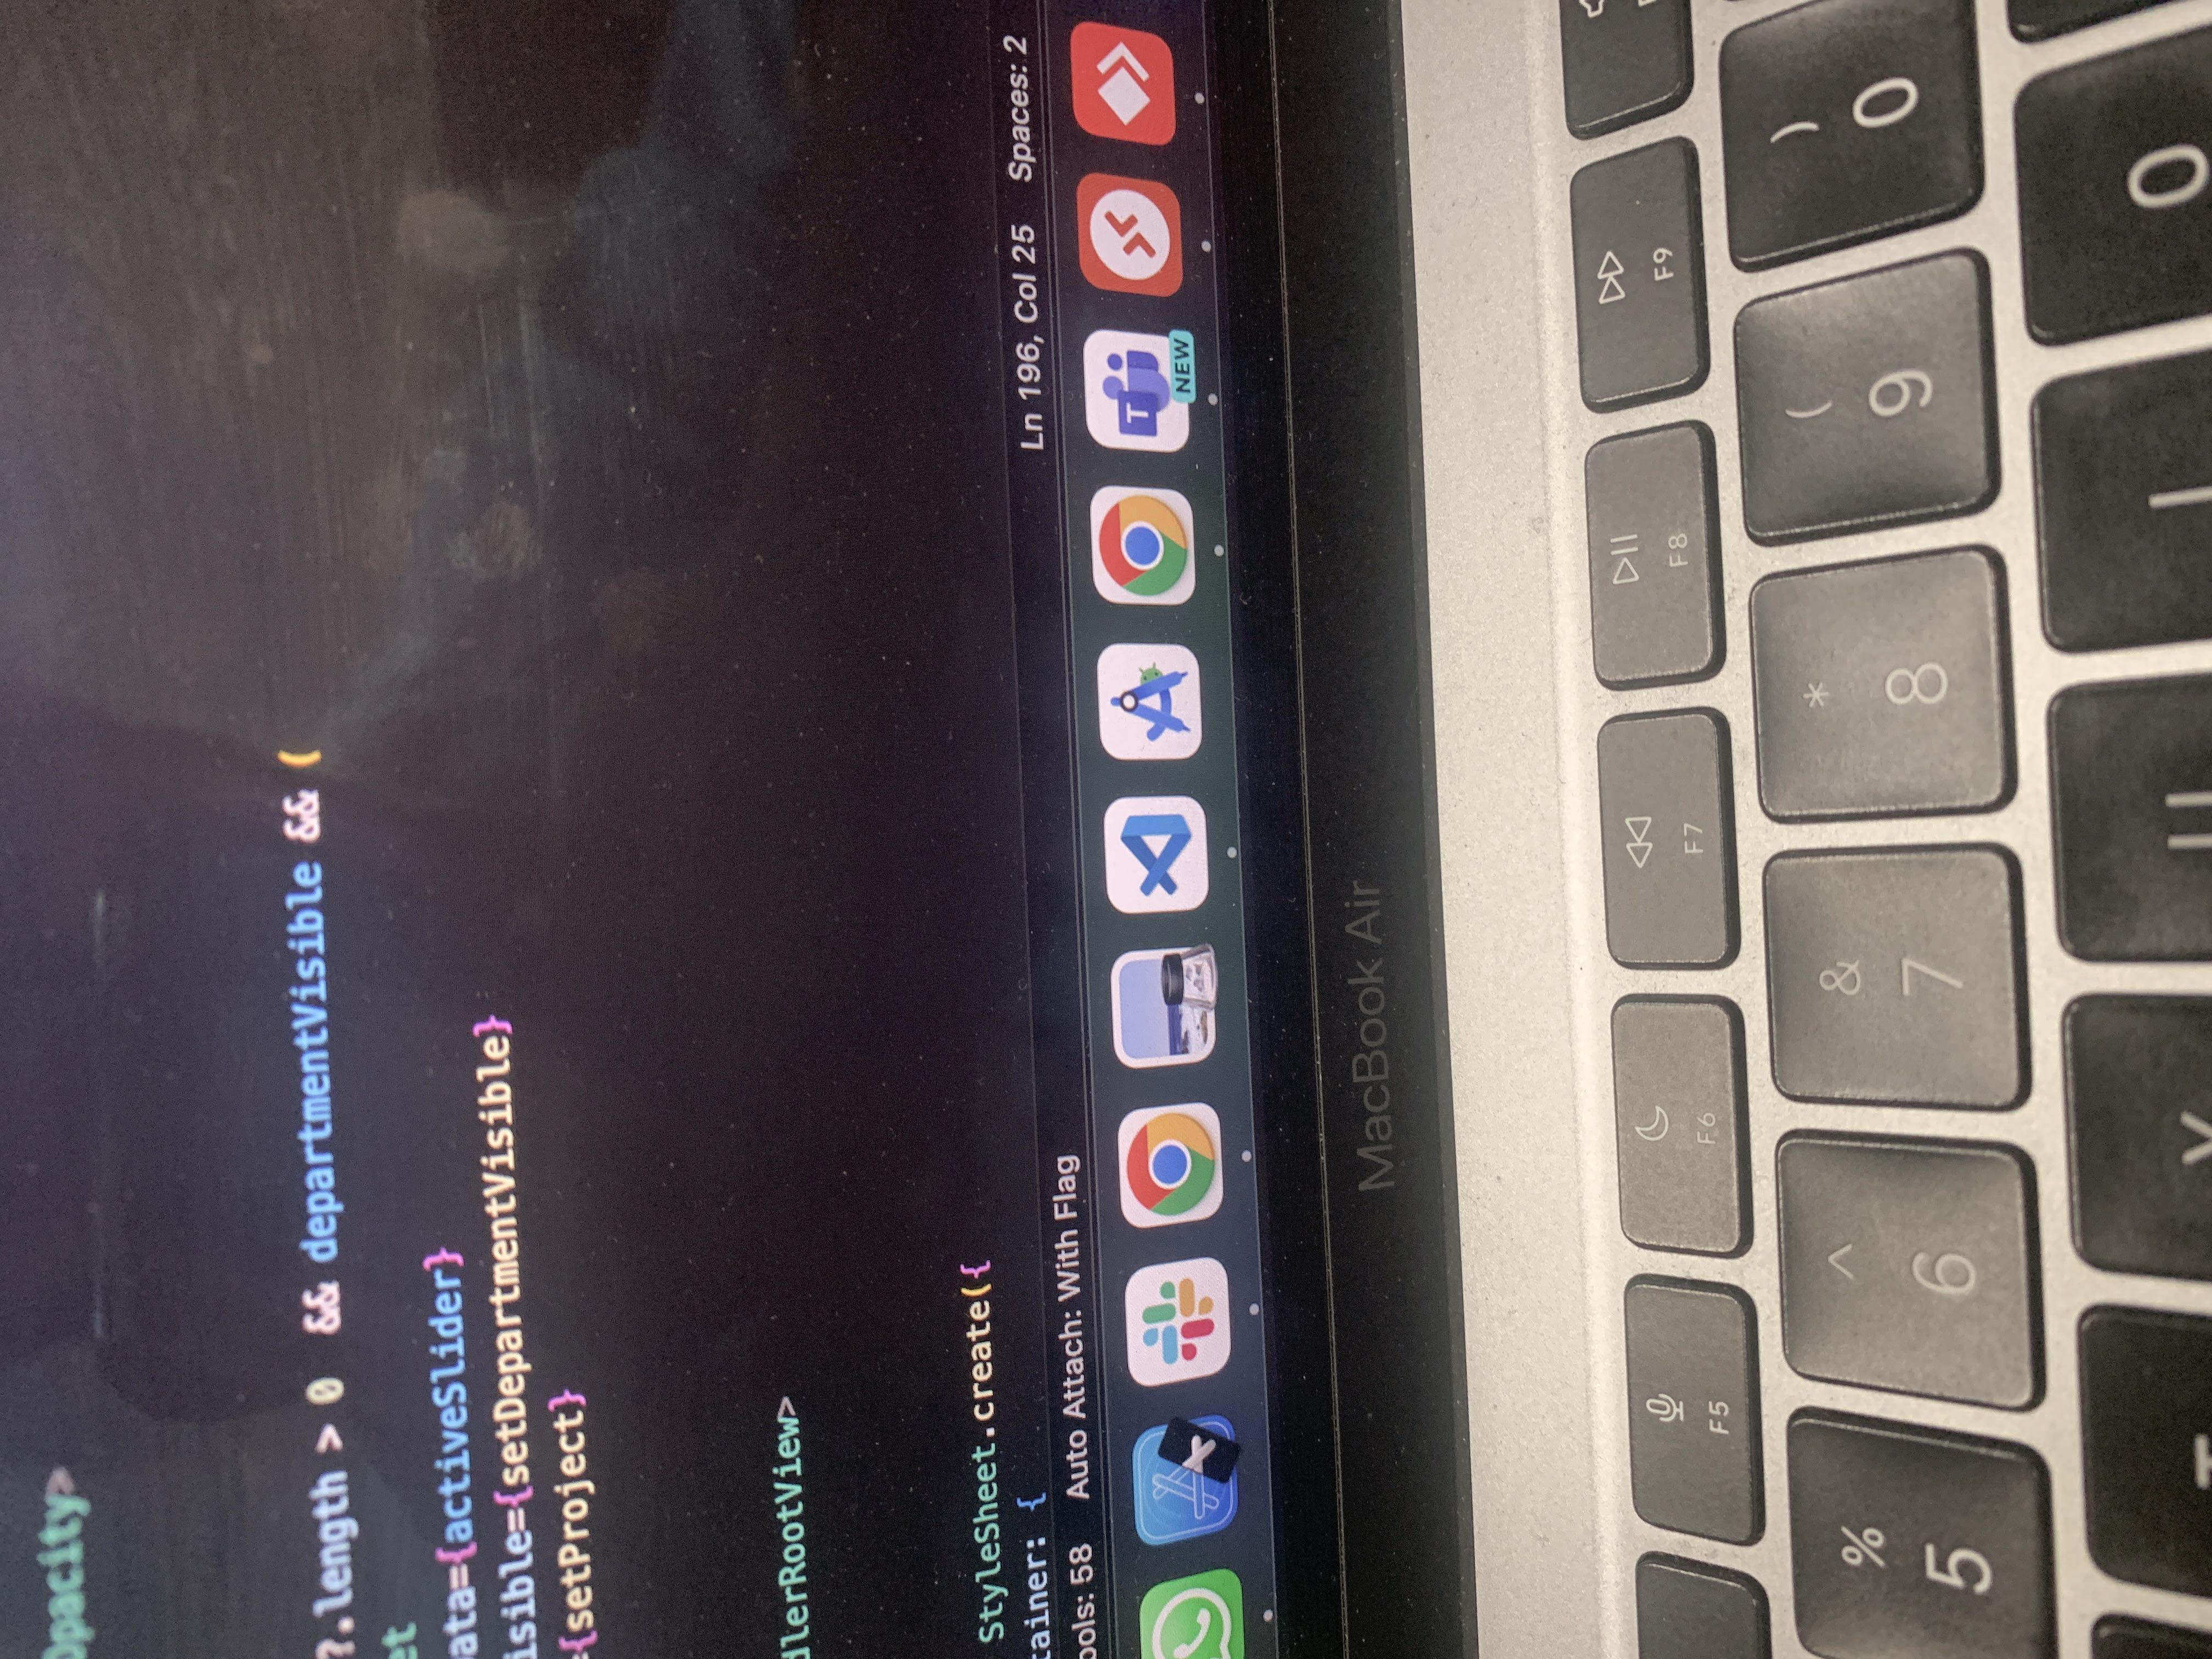 Opacity>
?.length > 0  && departmentVisible && (
et
ata={activeSlider}
isible={setDepartmentVisible}
={setProject}
dlerRootView>
StyleSheet.create({
tainer: {
Ln 196, Col 25 Spaces: 2
ools: 58 Auto Attach: With Flag
T
NEW
MacBook Air
F5
F6
F7
F8
F9
%
5
^
6
&
7
*
8
(
9
)
0
T
Y
U
I
O